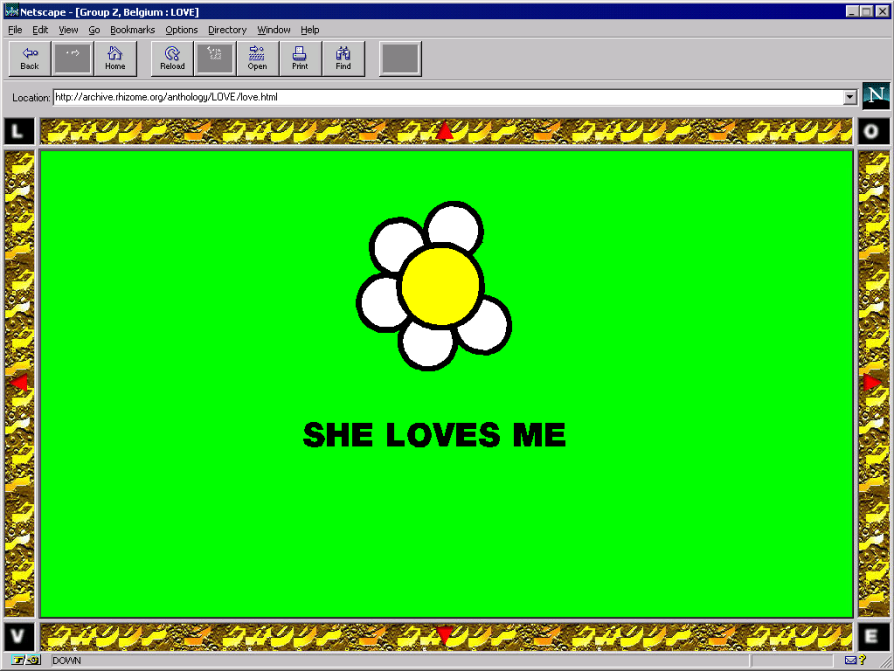 Netscape - [Group Z, Belgium : LOVE]
File Edit View Go Bookmarks Options Directory Window Help
Back Home Reload Open Print Find
Location: http://archive.rhizome.org/anthology/LOVE/love.html
N
L O
SHE LOVES ME
V E
DOWN